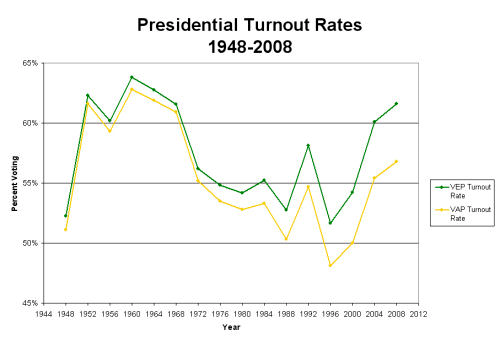 Presidential Turnout Rates
1948-2008
65%
60%
55%
50%
45%
Percent Voting
1944 1948 1952 1956 1960 1964 1968 1972 1976 1980 1984 1988 1992 1996 2000 2004 2008 2012
Year
VEP Turnout
Rate
VAP Turnout
Rate